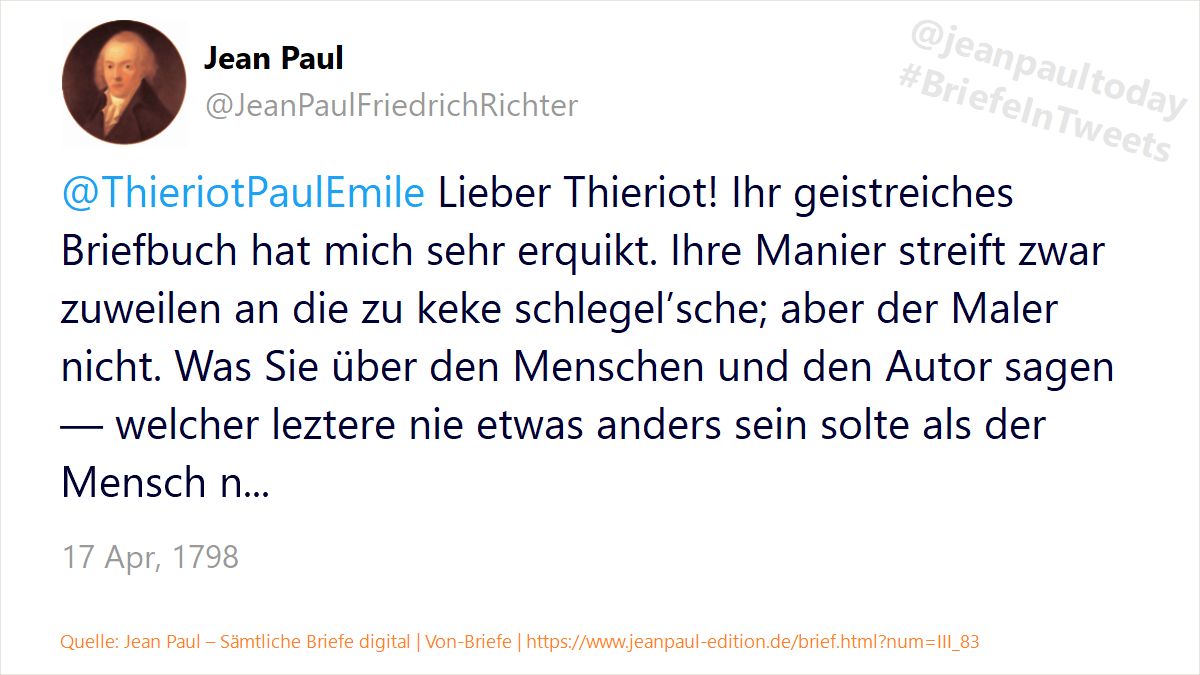 Jean Paul
@JeanPaulFriedrichRichter
@jeanpaultoday
#BriefeInTweets
@ThieriotPaulEmile Lieber Thieriot! Ihr geistreiches
Briefbuch hat mich sehr erquikt. Ihre Manier streift zwar
zuweilen an die zu keke schlegel’sche; aber der Maler
nicht. Was Sie über den Menschen und den Autor sagen
— welcher leztere nie etwas anders sein solte als der
Mensch n...
17 Apr, 1798
Quelle: Jean Paul – Sämtliche Briefe digital | Von-Briefe | https://www.jeanpaul-edition.de/brief.html?num=III_83